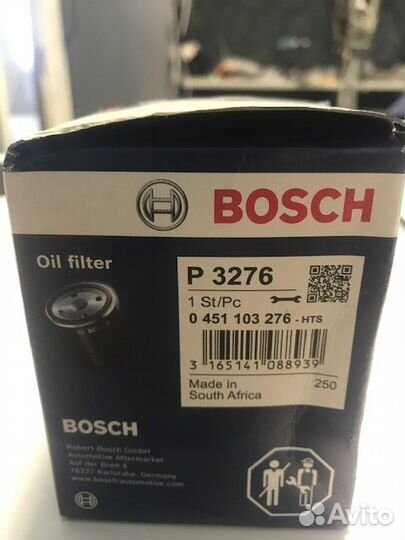 BOSCH
BOSCH
Oil filter
P 3276
1 St/Pc
0 451 103 276 - HTS
3 165141 088939
Made in
South Africa
250
BOSCH
BOSCH
Robert Bosch GmbH
Automotive Aftermarket
Auf der Breit 4
76227 Karlsruhe, Germany
www.bosch-automotive.com
Avito